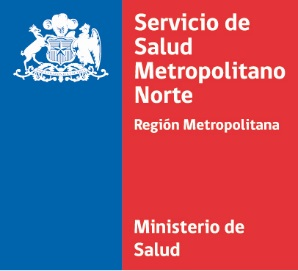 Servicio de
Salud
Metropolitano
Norte
Región Metropolitana
Ministerio de
Salud